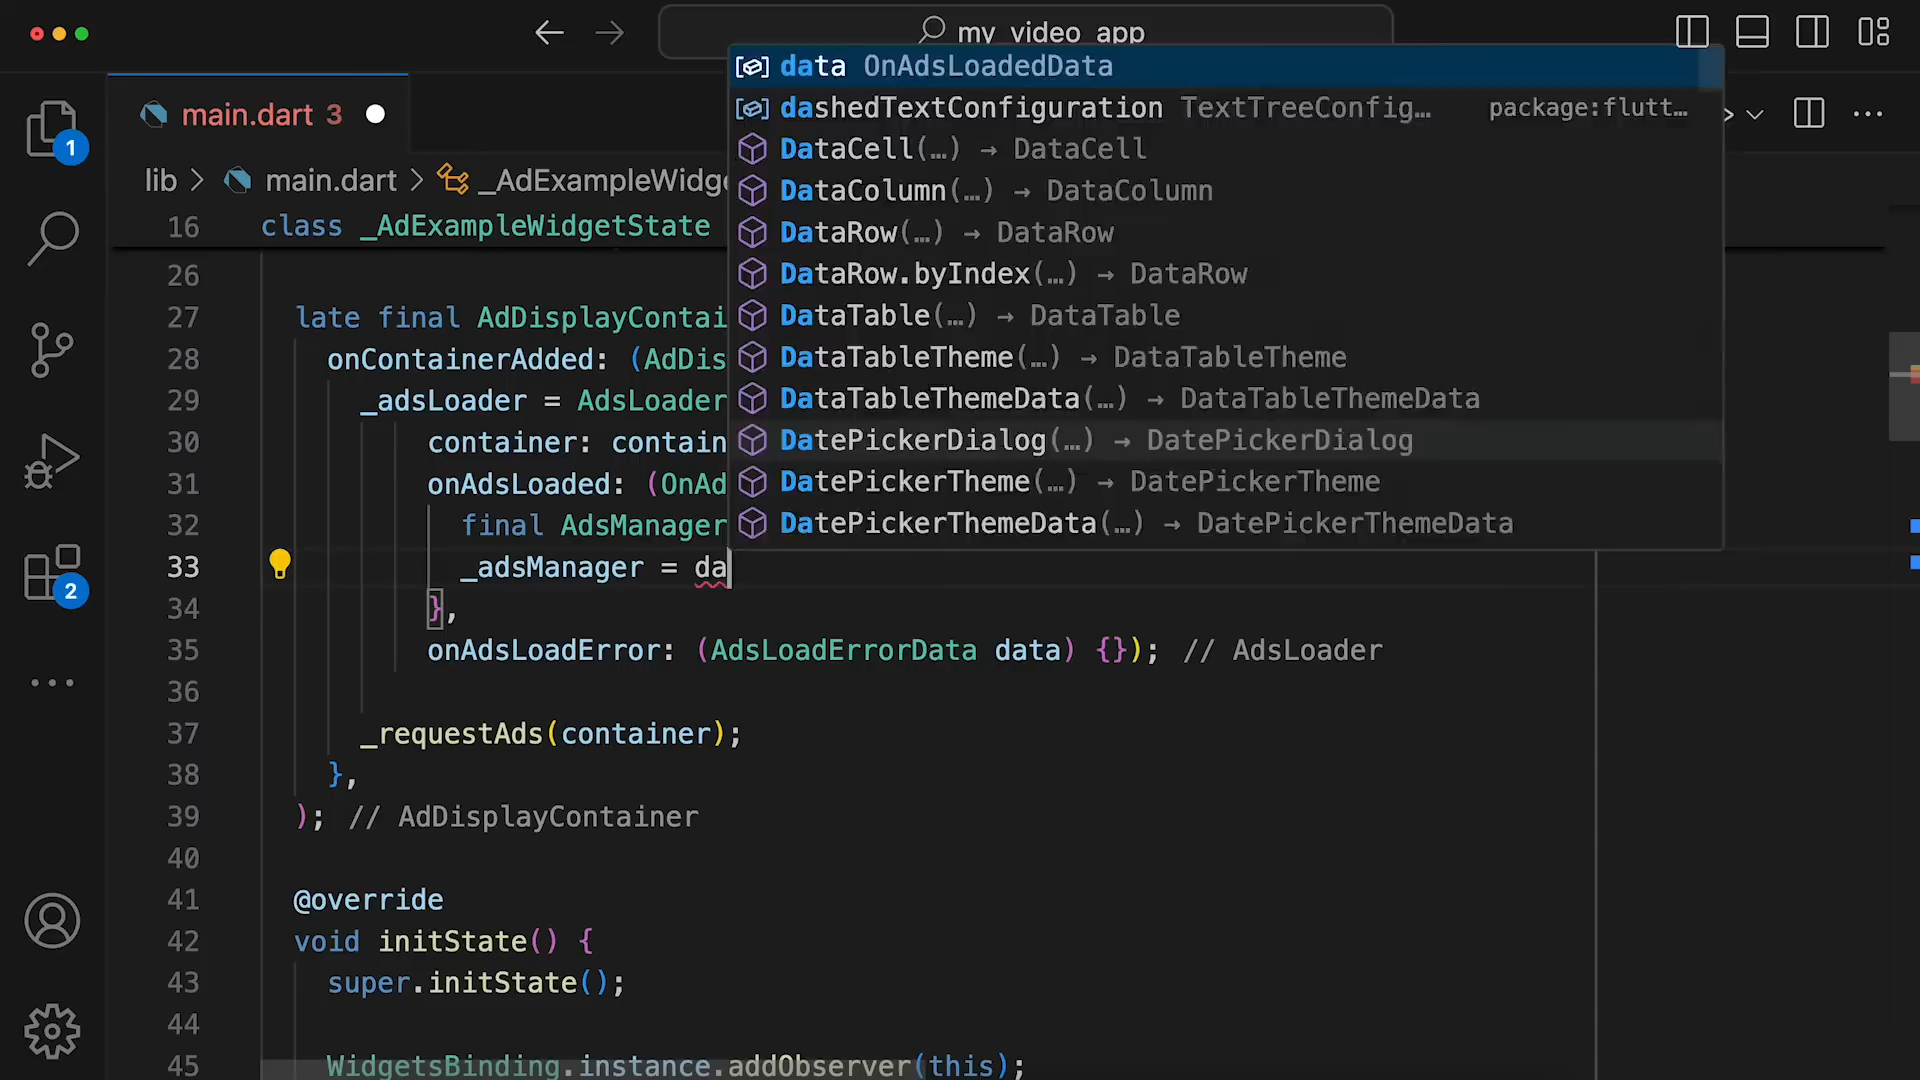 my_video_app
main.dart 3
1
lib > main.dart > _AdExampleWidge
16 class _AdExampleWidgetState
data OnAdsLoadedData
dashedTextConfiguration TextTreeConfig… package:flutt…
DataCell(…) → DataCell
DataColumn(…) → DataColumn
DataRow(…) → DataRow
DataRow.byIndex(…) → DataRow
DataTable(…) → DataTable
DataTableTheme(…) → DataTableTheme
DataTableThemeData(…) → DataTableThemeData
DatePickerDialog(…) → DatePickerDialog
DatePickerTheme(…) → DatePickerTheme
DatePickerThemeData(…) → DatePickerThemeData
26
27 late final AdDisplayContai
28 onContainerAdded: (AdDis
29 _adsLoader = AdsLoader
30 container: contain
31 onAdsLoaded: (OnAd
32 final AdsManager
33 _adsManager = da
34 },
35 onAdsLoadError: (AdsLoadErrorData data) {}); // AdsLoader
36
37 _requestAds(container);
38 },
39 ); // AdDisplayContainer
40
41 @override
42 void initState() {
43 super.initState();
44
45 WidgetsBinding.instance.addObserver(this);
2